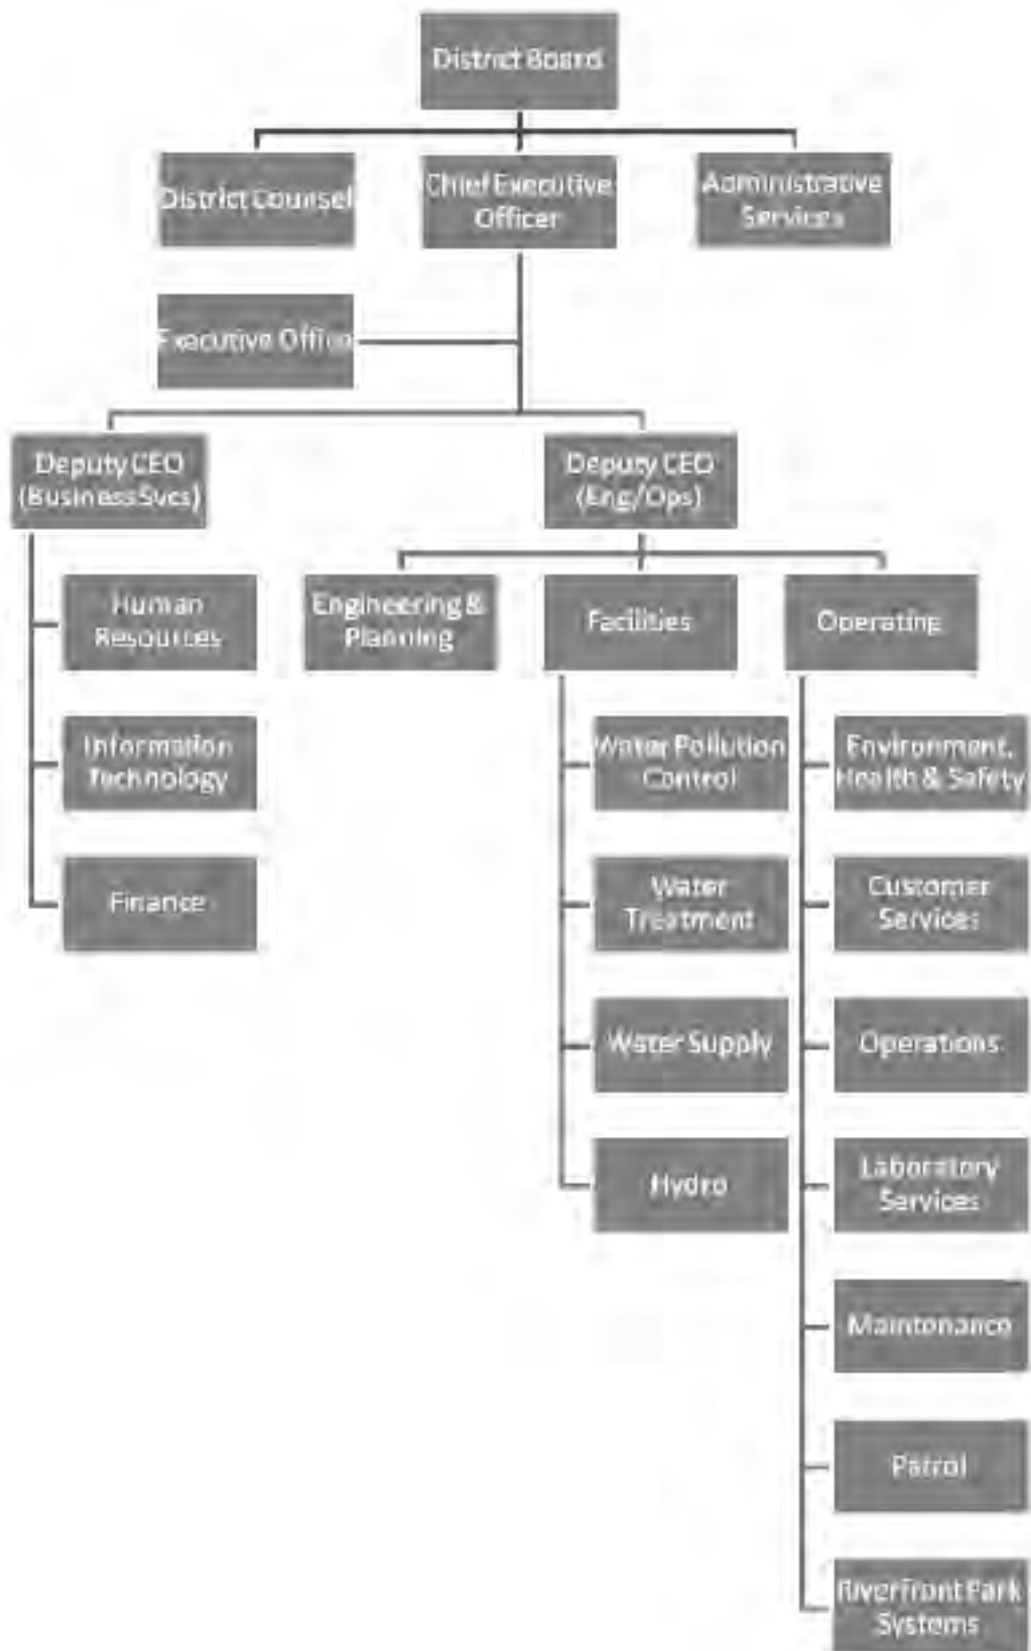 District Board
District Counsel
Chief Executive
Officer
Administrative
Services
Executive Office
Deputy CEO
(Business Svcs)
Deputy CEO
(Eng/Ops)
Human
Resources
Information
Technology
Finance
Engineering &
Planning
Facilities
Operating
Water Pollution
Control
Water
Treatment
Water Supply
Hydro
Environment,
Health & Safety
Customer
Services
Operations
Laboratory
Services
Maintenance
Patrol
Riverfront Park
Systems